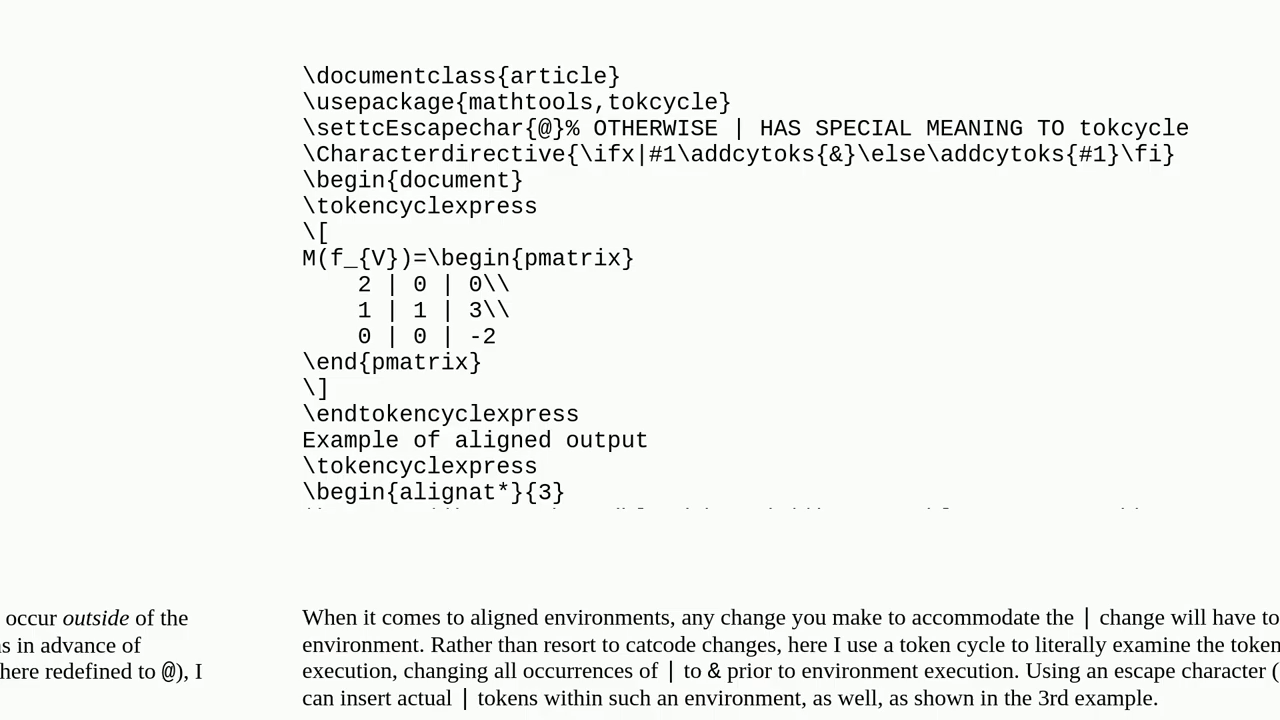 \documentclass{article}
\usepackage{mathtools,tokcycle}
\settcEscapechar{@}% OTHERWISE | HAS SPECIAL MEANING TO tokcycle
\Characterdirective{\ifx|#1\addcytoks{&}\else\addcytoks{#1}\fi}
\begin{document}
\tokencyclexpress
\[
M(f_{V})=\begin{pmatrix}
    2 | 0 | 0\\
    1 | 1 | 3\\
    0 | 0 | -2
\end{pmatrix}
\]
\endtokencyclexpress
Example of aligned output
\tokencyclexpress
\begin{alignat*}{3}
occur outside of the
in advance of
here redefined to @), I
When it comes to aligned environments, any change you make to accommodate the | change will have to
environment. Rather than resort to catcode changes, here I use a token cycle to literally examine the token
execution, changing all occurrences of | to & prior to environment execution. Using an escape character (
can insert actual | tokens within such an environment, as well, as shown in the 3rd example.